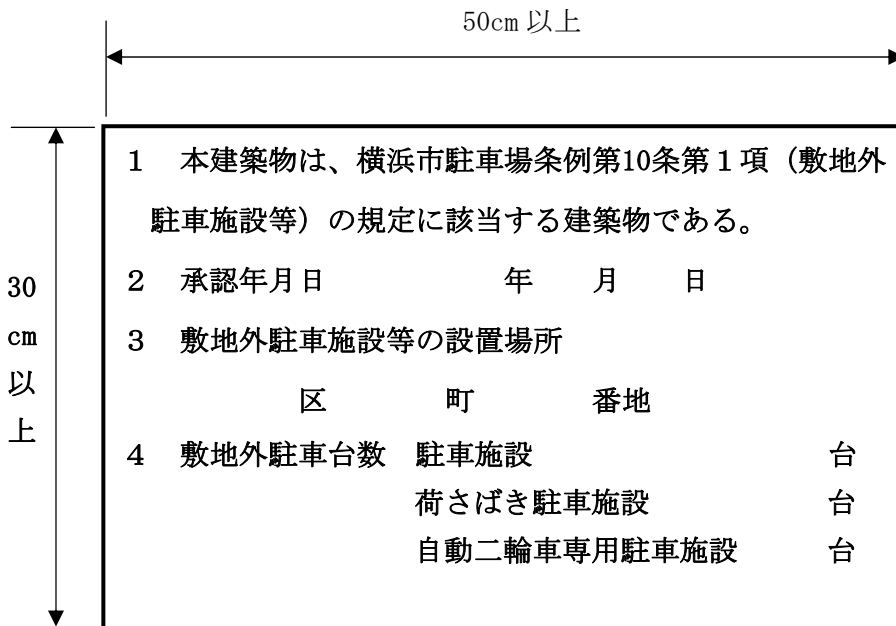 50cm以上
1 本建築物は、横浜市駐車場条例第10条第１項（敷地外
駐車施設等）の規定に該当する建築物である。
2 承認年月日 年 月 日
3 敷地外駐車施設等の設置場所
区 町 番地
4 敷地外駐車台数 駐車施設 台
荷さばき駐車施設 台
自動二輪車専用駐車施設 台
30
cm
以
上